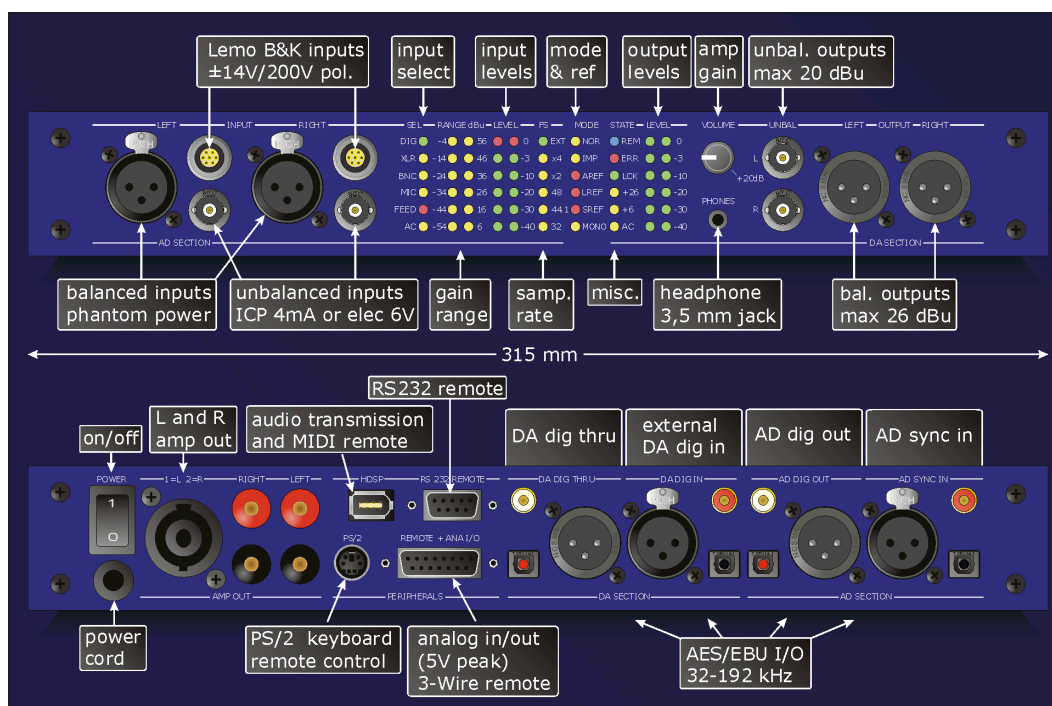 Lemo B&K inputs
±14V/200V pol.
input
select
input
levels
mode
& ref
output
levels
amp
gain
unbal. outputs
max 20 dBu
LEFT INPUT RIGHT
SEL RANGE dBu LEVEL FS MODE STATE LEVEL
VOLUME UNBAL LEFT OUTPUT RIGHT
DIG -4 56 0 EXT NOR REM 0
XLR -14 46 -3 x4 IMP ERR -3
BNC -24 36 -10 x2 AREF LCK -10
MIC -34 26 -20 48 LREF +26 -20
FEED -44 16 -30 44.1 SREF +6 -30
AC -54 6 -40 32 MONO AC -40
+20dB
L
R
PHONES
AD SECTION
DA SECTION
balanced inputs
phantom power
unbalanced inputs
ICP 4mA or elec 6V
gain
range
samp.
rate
misc.
headphone
3,5 mm jack
bal. outputs
max 26 dBu
315 mm
RS232 remote
on/off
L and R
amp out
audio transmission
and MIDI remote
DA dig thru
external
DA dig in
AD dig out
AD sync in
POWER 1=L 2=R RIGHT LEFT HDSP RS 232 REMOTE DA DIG THRU DA DIG IN AD DIG OUT AD SYNC IN
1
0
PS/2 REMOTE + ANA I/O
AMP OUT PERIPHERALS DA SECTION AD SECTION
power
cord
PS/2 keyboard
remote control
analog in/out
(5V peak)
3-Wire remote
AES/EBU I/O
32-192 kHz